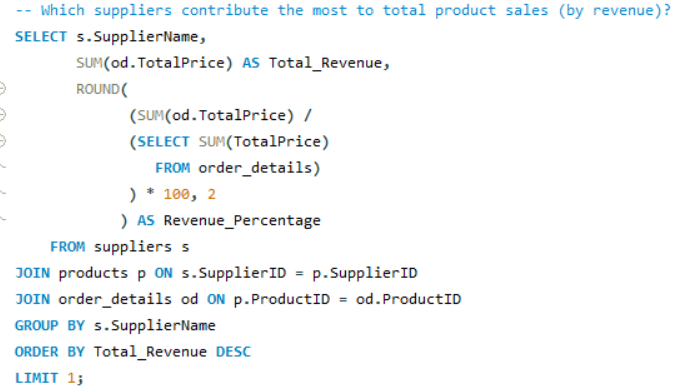 -- Which suppliers contribute the most to total product sales (by revenue)?
SELECT s.SupplierName,
SUM(od.TotalPrice) AS Total_Revenue,
ROUND(
(SUM(od.TotalPrice) /
(SELECT SUM(TotalPrice)
FROM order_details)
) * 100, 2
) AS Revenue_Percentage
FROM suppliers s
JOIN products p ON s.SupplierID = p.SupplierID
JOIN order_details od ON p.ProductID = od.ProductID
GROUP BY s.SupplierName
ORDER BY Total_Revenue DESC
LIMIT 1;